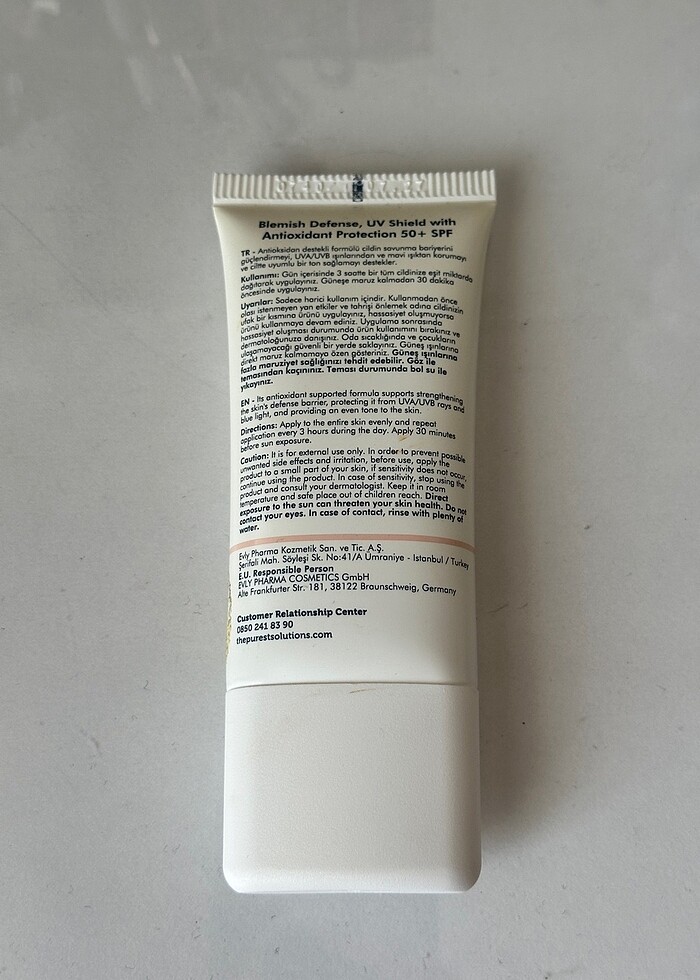 Blemish Defense, UV Shield with
Antioxidant Protection 50+ SPF
TR - Antioksidan destekli formülü cildin savunma bariyerini
güçlendirmeyi, UVA/UVB ışınlarından ve mavi ışıktan korumayı
ve ciltte uyumlu bir ton sağlamayı destekler.
Kullanımı: Gün içerisinde 3 saatte bir tüm cildinize eşit miktarda
dağıtarak uygulayınız. Güneşe maruz kalmadan 30 dakika
öncesinde uygulayınız.
Uyarılar: Sadece harici kullanım içindir. Kullanmadan önce
olası istenmeyen yan etkileri ve tahrişi önlemek adına cildinizin
ufak bir kısmına ürünü uygulayınız, hassasiyet oluşmuyorsa
ürünü kullanmaya devam ediniz. Uygulama sonrasında
hassasiyet oluşması durumunda ürün kullanımını bırakınız ve
dermatoloğunuza danışınız. Oda sıcaklığında ve çocukların
ulaşamayacağı güvenli bir yerde saklayınız. Güneş ışınlarına
direkt maruz kalmamaya özen gösteriniz. Güneş ışınlarına
fazla maruziyet sağlığınızı tehdit edebilir. Göz ile
temasından kaçınınız. Teması durumunda bol su ile
yıkayınız.
EN - Its antioxidant supported formula supports strengthening
the skin's defense barrier, protecting it from UVA/UVB rays and
blue light, and providing an even tone to the skin.
Directions: Apply to the entire skin evenly and repeat
application every 3 hours during the day. Apply 30 minutes
before sun exposure.
Caution: It is for external use only. In order to prevent possible
unwanted side effects and irritation, before use, apply the
product to a small part of your skin, if sensitivity does not occur,
continue using the product. In case of sensitivity, stop using the
product and consult your dermatologist. Keep it in room
temperature and safe place out of children reach. Direct
exposure to the sun can threaten your skin health. Do not
contact your eyes. In case of contact, rinse with plenty of
water.
Evly Pharma Kozmetik San. ve Tic. A.Ş.
Şerifali Mah. Söyleşi Sk. No:41/A Ümraniye - Istanbul / Turkey
E.U. Responsible Person
EVLY PHARMA COSMETICS GmbH
Alte Frankfurter Str. 181, 38122 Braunschweig, Germany
Customer Relationship Center
0850 241 83 90
thepurestsolutions.com